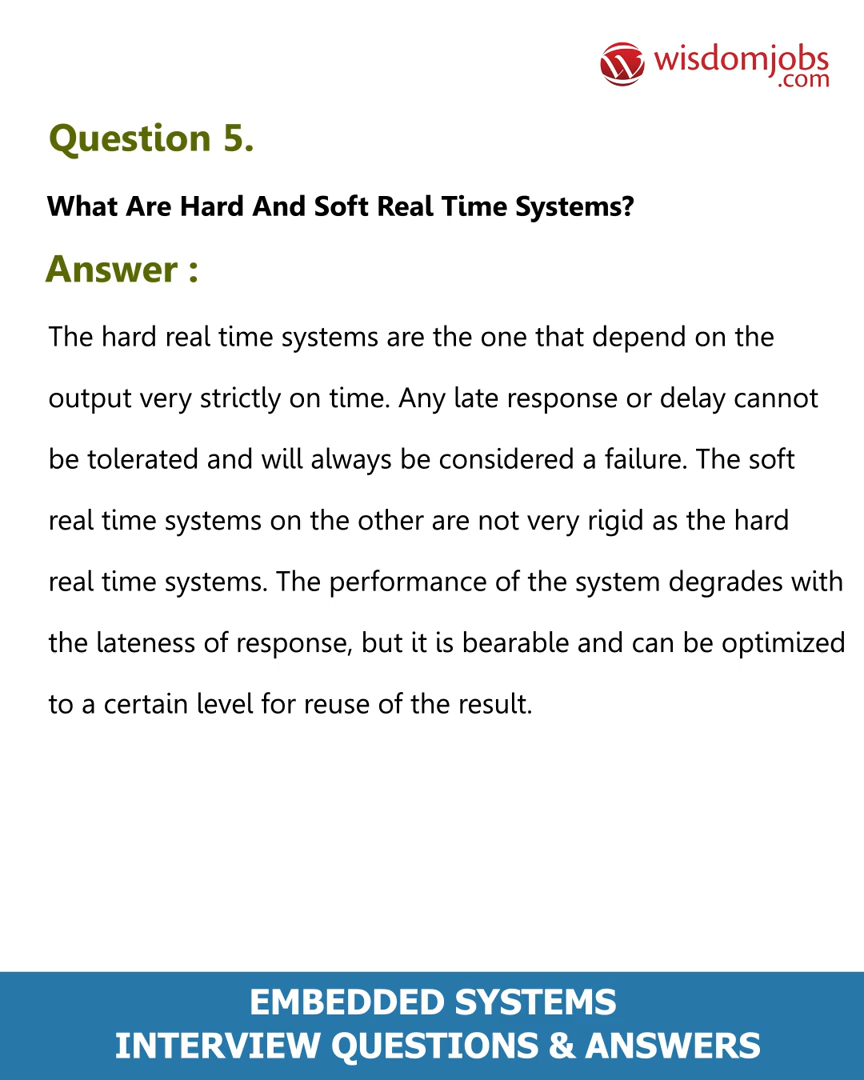 wisdomjobs
.com
Question 5.
What Are Hard And Soft Real Time Systems?
Answer :
The hard real time systems are the one that depend on the
output very strictly on time. Any late response or delay cannot
be tolerated and will always be considered a failure. The soft
real time systems on the other are not very rigid as the hard
real time systems. The performance of the system degrades with
the lateness of response, but it is bearable and can be optimized
to a certain level for reuse of the result.
EMBEDDED SYSTEMS
INTERVIEW QUESTIONS & ANSWERS